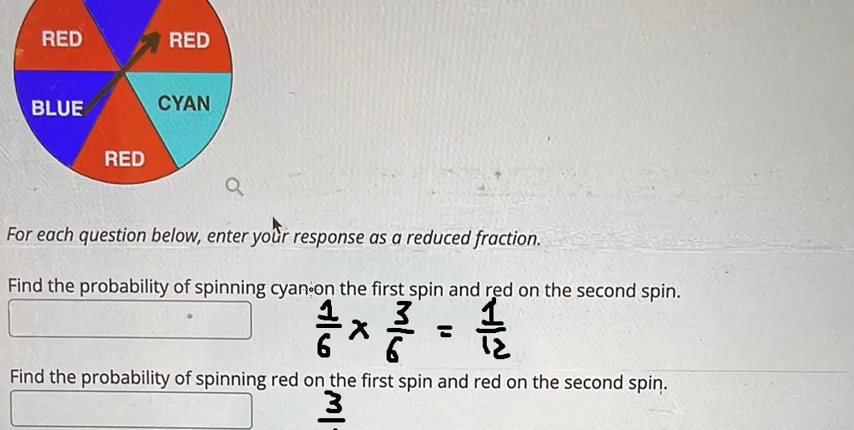 RED RED
BLUE CYAN
RED
For each question below, enter your response as a reduced fraction.
Find the probability of spinning cyan on the first spin and red on the second spin.
1/6 x 3/6 = 1/12
Find the probability of spinning red on the first spin and red on the second spin.
3